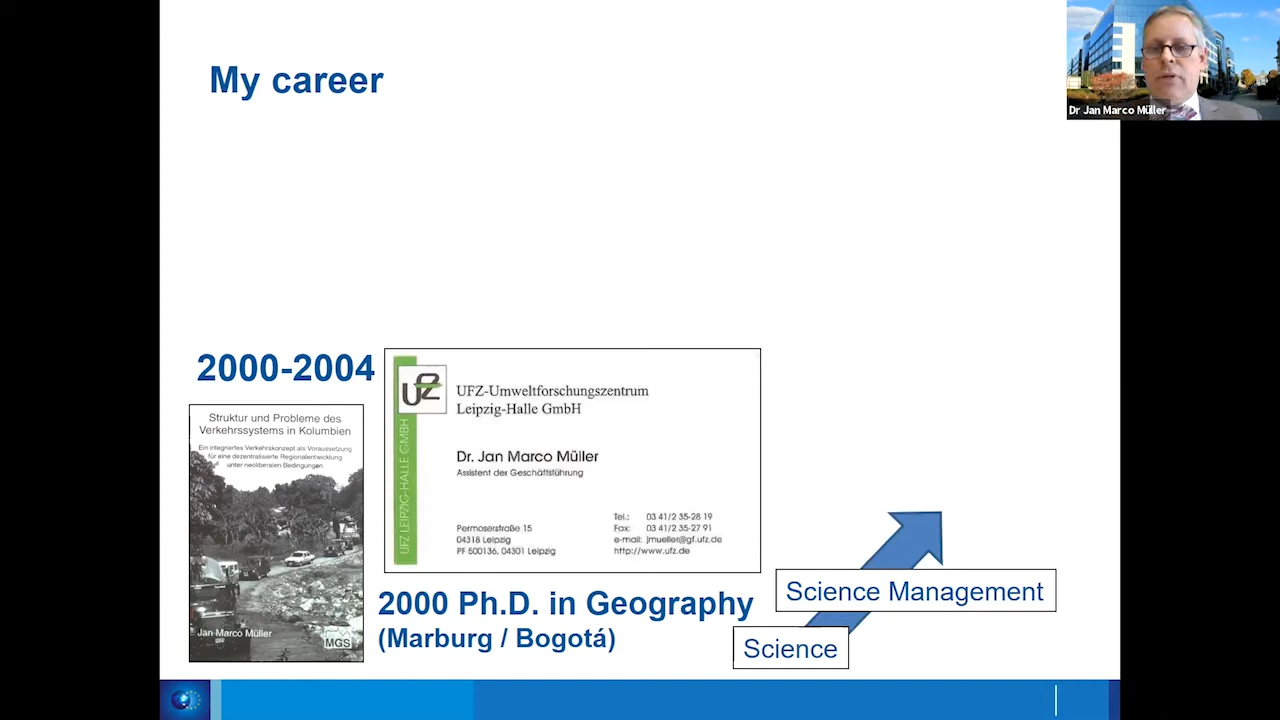 My career
Dr Jan Marco Müller
2000-2004
Struktur und Probleme des
Verkehrssystems in Kolumbien
Ein integriertes Verkehrskonzept als Voraussetzung
für eine dezentralisierte Regionalentwicklung
unter neoliberalen Bedingungen
Jan Marco Müller
MGS
UFZ
UFZ LEIPZIG-HALLE GMBH
UFZ-Umweltforschungszentrum
Leipzig-Halle GmbH
Dr. Jan Marco Müller
Assistent der Geschäftsführung
Permoserstraße 15
04318 Leipzig
PF 500136, 04301 Leipzig
Tel.: 03 41/2 35-28 19
Fax: 03 41/2 35-27 91
e-mail: jmueller@gf.ufz.de
http://www.ufz.de
2000 Ph.D. in Geography
(Marburg / Bogotá)
Science Management
Science